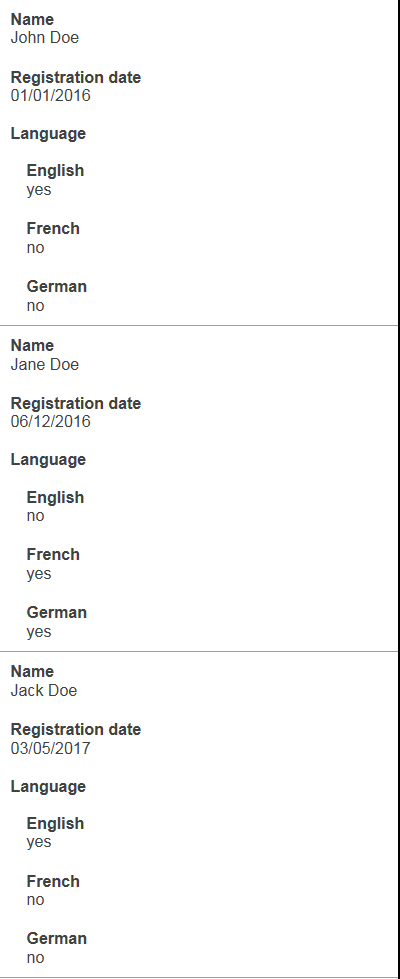 Name
John Doe
Registration date
01/01/2016
Language
English
yes
French
no
German
no
Name
Jane Doe
Registration date
06/12/2016
Language
English
no
French
yes
German
yes
Name
Jack Doe
Registration date
03/05/2017
Language
English
yes
French
no
German
no